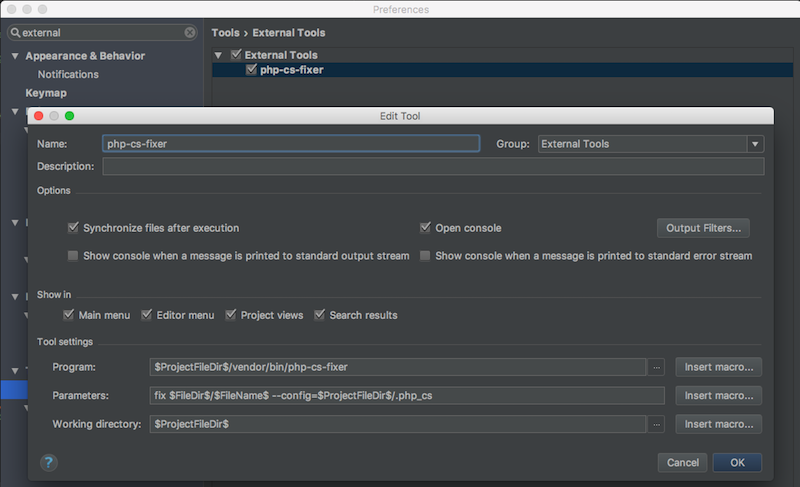 Preferences
external
Tools › External Tools
Appearance & Behavior
Notifications
Keymap
External Tools
php-cs-fixer
Edit Tool
Name: php-cs-fixer Group: External Tools
Description:
Options
Synchronize files after execution Open console Output Filters...
Show console when a message is printed to standard output stream Show console when a message is printed to standard error stream
Show in
Main menu Editor menu Project views Search results
Tool settings
Program: $ProjectFileDir$/vendor/bin/php-cs-fixer ... Insert macro...
Parameters: fix $FileDir$/$FileName$ --config=$ProjectFileDir$/.php_cs Insert macro...
Working directory: $ProjectFileDir$ ... Insert macro...
? Cancel OK